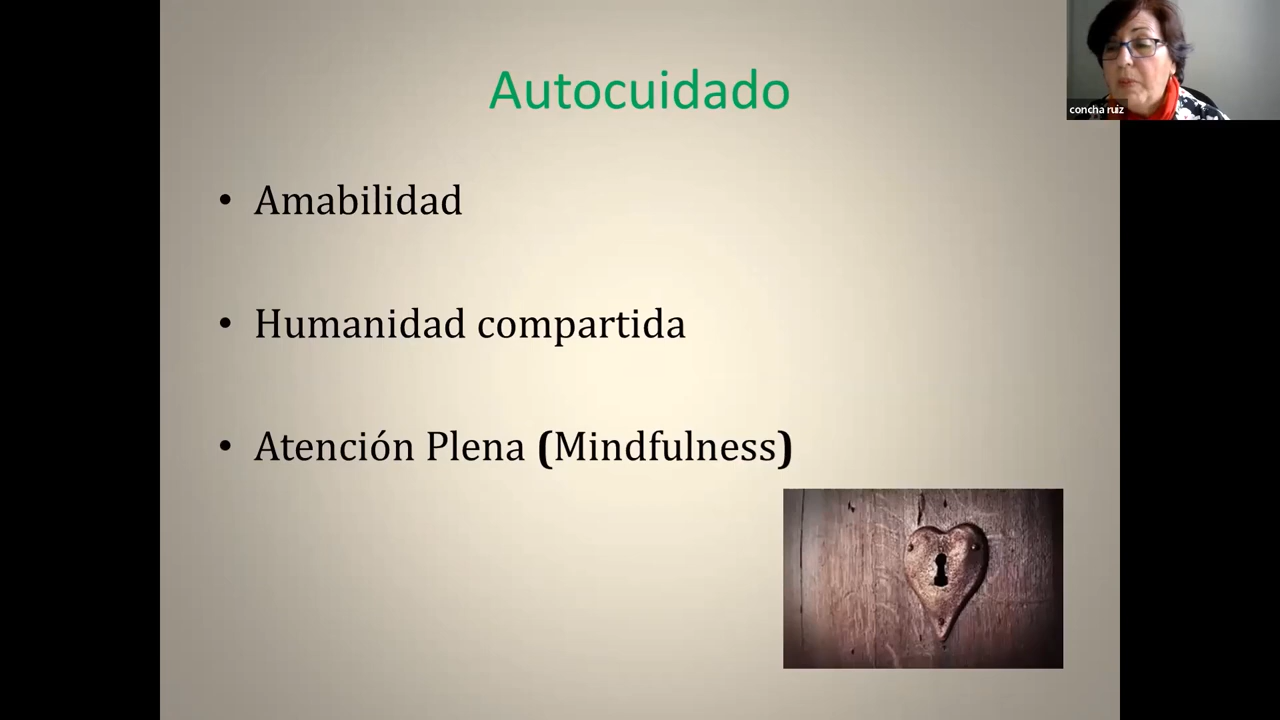 Autocuidado
concha ruiz
• Amabilidad
• Humanidad compartida
• Atención Plena (Mindfulness)